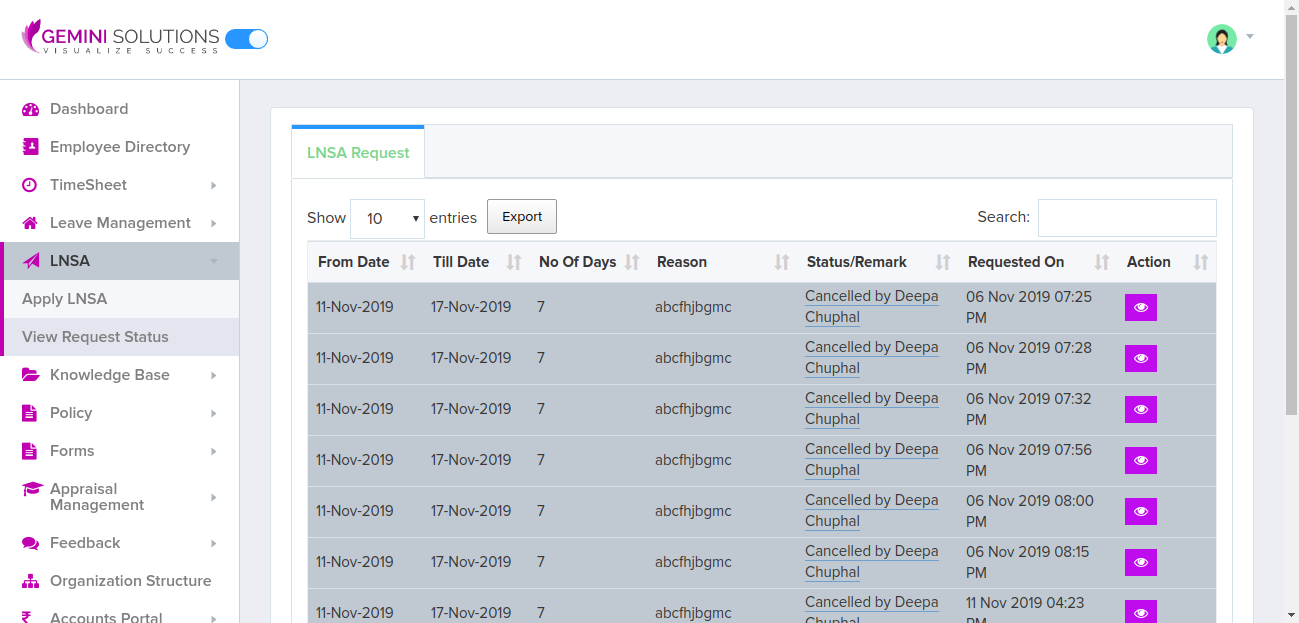 GEMINI SOLUTIONS
VISUALIZE SUCCESS
Dashboard
Employee Directory
TimeSheet
Leave Management
LNSA
Apply LNSA
View Request Status
Knowledge Base
Policy
Forms
Appraisal
Management
Feedback
Organization Structure
Accounts Portal
LNSA Request
Show 10 entries Export Search:
From Date Till Date No Of Days Reason Status/Remark Requested On Action
11-Nov-2019 17-Nov-2019 7 abcfhjbgmc Cancelled by Deepa Chuphal 06 Nov 2019 07:25 PM
11-Nov-2019 17-Nov-2019 7 abcfhjbgmc Cancelled by Deepa Chuphal 06 Nov 2019 07:28 PM
11-Nov-2019 17-Nov-2019 7 abcfhjbgmc Cancelled by Deepa Chuphal 06 Nov 2019 07:32 PM
11-Nov-2019 17-Nov-2019 7 abcfhjbgmc Cancelled by Deepa Chuphal 06 Nov 2019 07:56 PM
11-Nov-2019 17-Nov-2019 7 abcfhjbgmc Cancelled by Deepa Chuphal 06 Nov 2019 08:00 PM
11-Nov-2019 17-Nov-2019 7 abcfhjbgmc Cancelled by Deepa Chuphal 06 Nov 2019 08:15 PM
11-Nov-2019 17-Nov-2019 7 abcfhjbgmc Cancelled by Deepa Chuphal 11 Nov 2019 04:23 PM